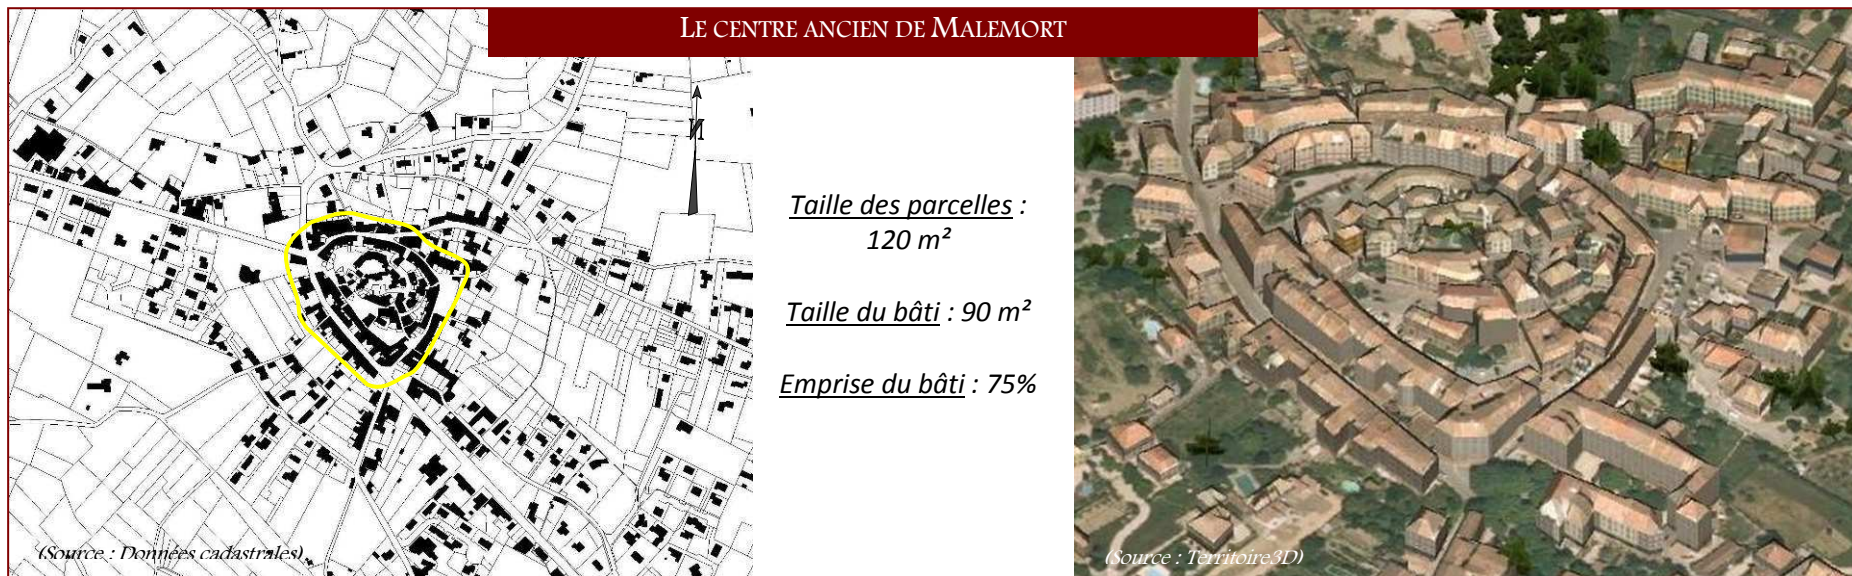 LE CENTRE ANCIEN DE MALEMORT
N
Taille des parcelles :
120 m²
Taille du bâti : 90 m²
Emprise du bâti : 75%
(Source : Données cadastrales)
(Source : Territoire3D)